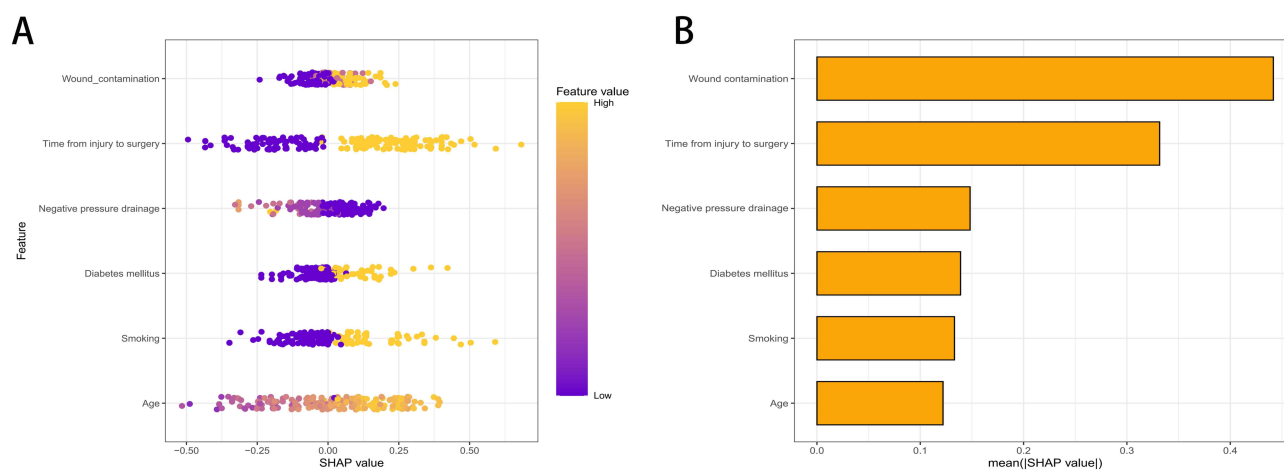 A
Wound_contamination
Time from injury to surgery
Negative pressure drainage
Diabetes mellitus
Smoking
Age
Feature
-0.50
-0.25
0.00
0.25
0.50
SHAP value
Feature value
High
Low
B
Wound contamination
Time from injury to surgery
Negative pressure drainage
Diabetes mellitus
Smoking
Age
0.0
0.1
0.2
0.3
0.4
mean(|SHAP value|)